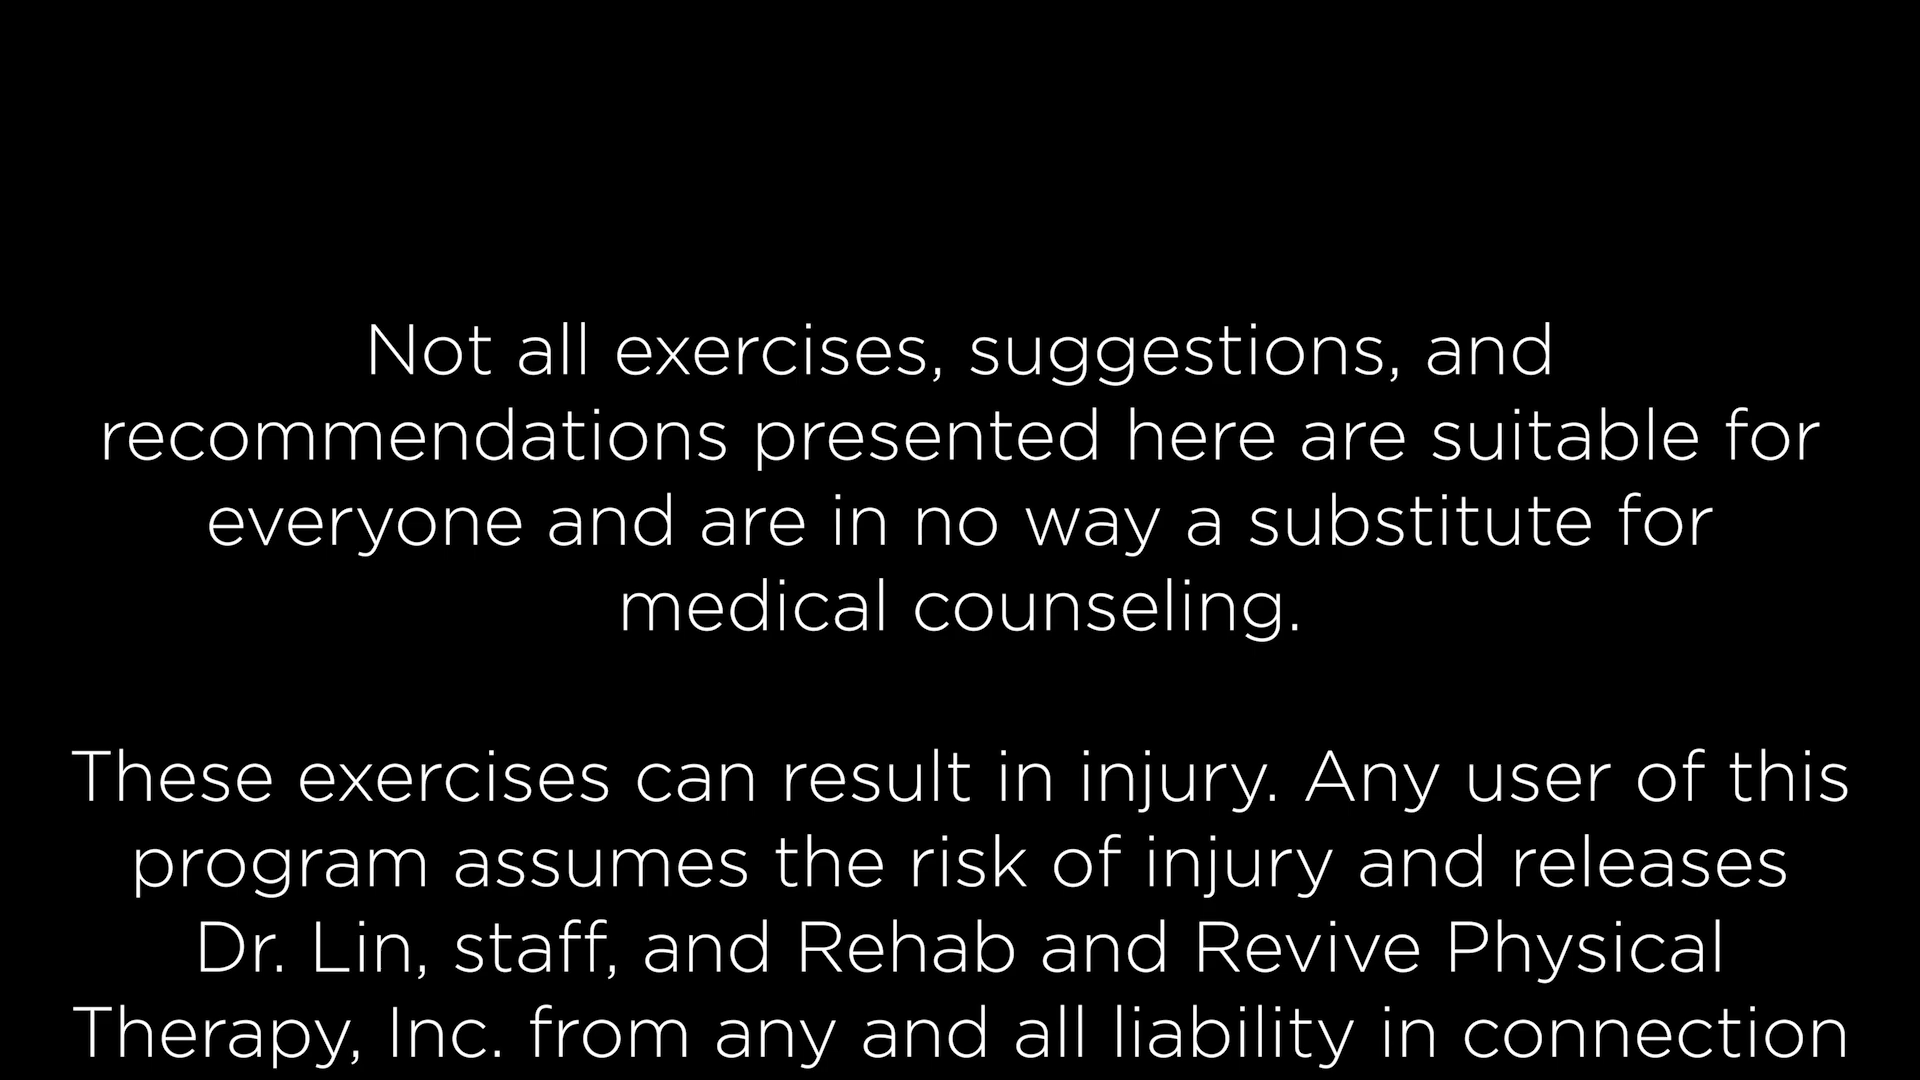 Not all exercises, suggestions, and
recommendations presented here are suitable for
everyone and are in no way a substitute for
medical counseling.
These exercises can result in injury. Any user of this
program assumes the risk of injury and releases
Dr. Lin, staff, and Rehab and Revive Physical
Therapy, Inc. from any and all liability in connection